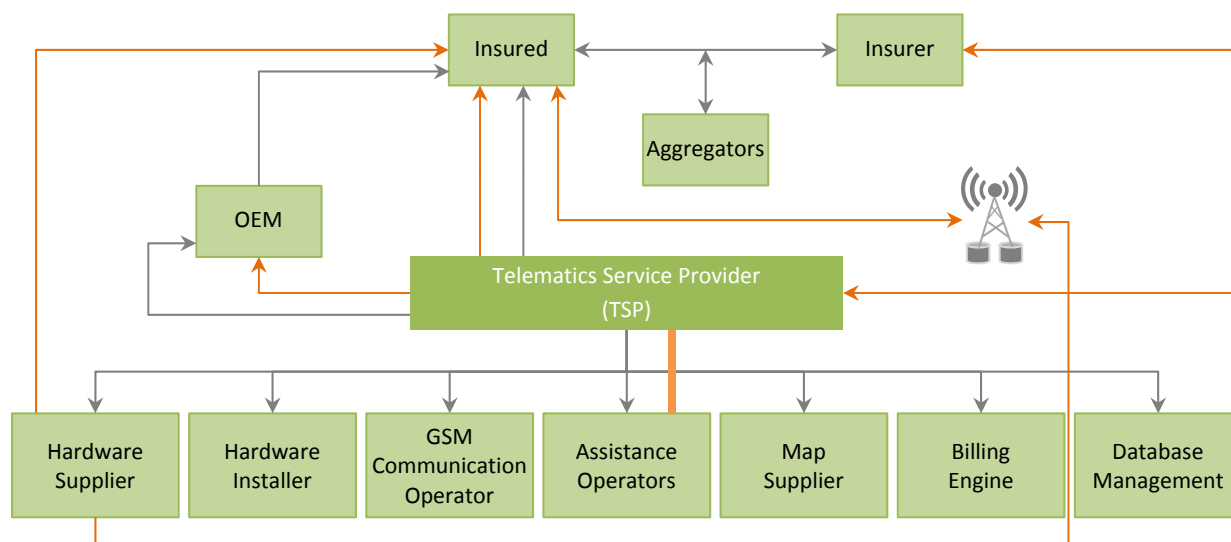 Insured
Insurer
Aggregators
OEM
Telematics Service Provider
(TSP)
Hardware
Supplier
Hardware
Installer
GSM
Communication
Operator
Assistance
Operators
Map
Supplier
Billing
Engine
Database
Management